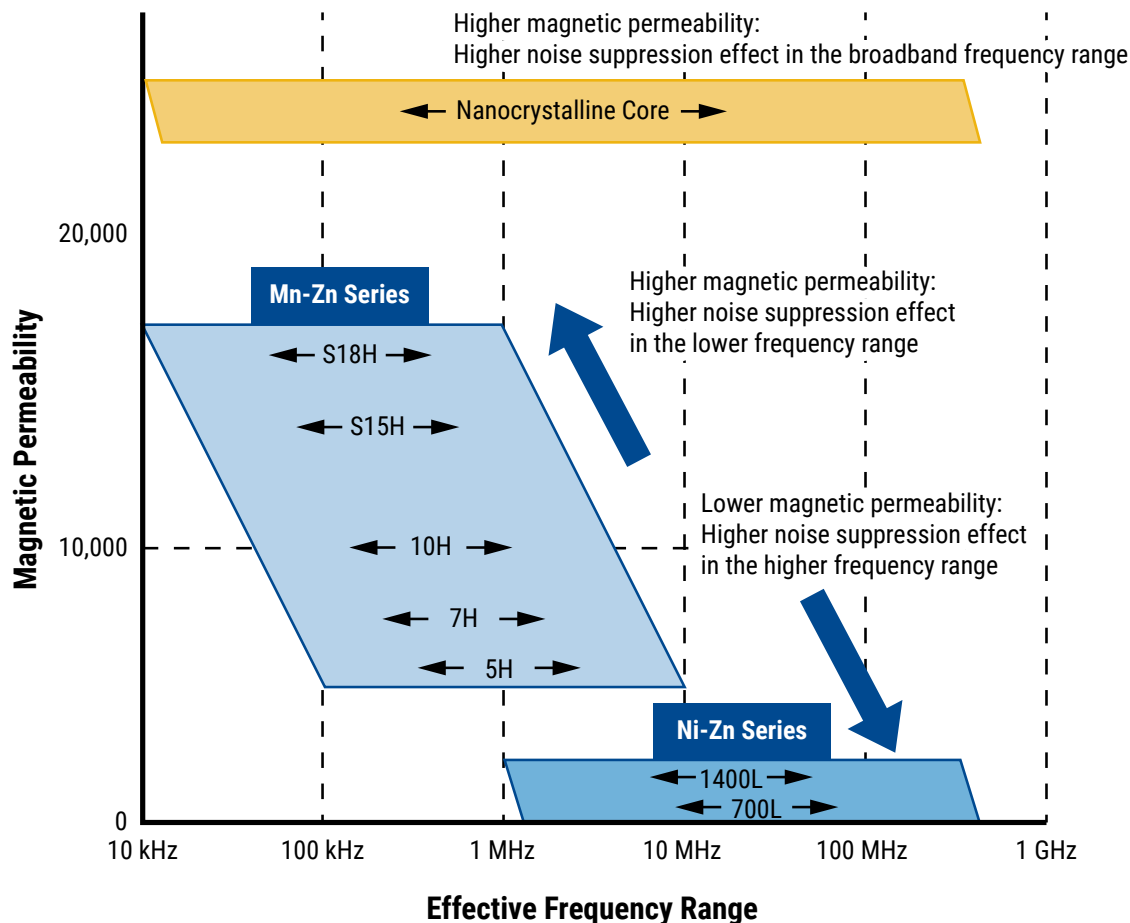 Higher magnetic permeability:
Higher noise suppression effect in the broadband frequency range
Nanocrystalline Core
20,000
Mn-Zn Series
Higher magnetic permeability:
Higher noise suppression effect
in the lower frequency range
S18H
S15H
Magnetic Permeability
Lower magnetic permeability:
Higher noise suppression effect
in the higher frequency range
10,000
10H
7H
5H
Ni-Zn Series
1400L
700L
0
10 kHz
100 kHz
1 MHz
10 MHz
100 MHz
1 GHz
Effective Frequency Range